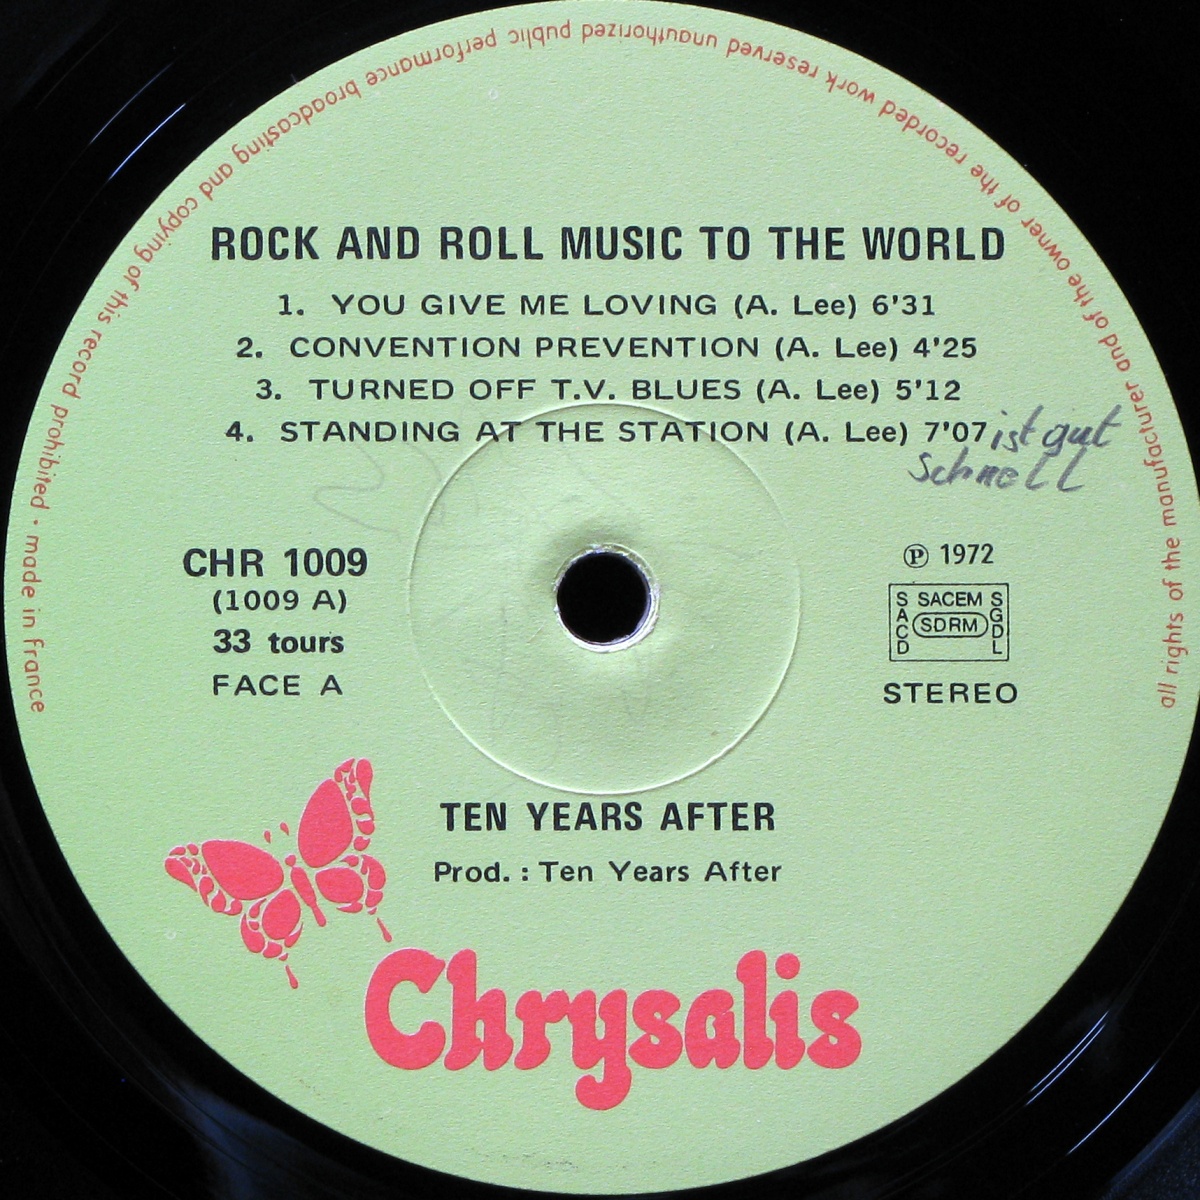 all rights of the manufacturer and of the owner of the recorded work reserved unauthorized public performance broadcasting and copying of this record prohibited · made in france
ROCK AND ROLL MUSIC TO THE WORLD
1. YOU GIVE ME LOVING (A. Lee) 6'31
2. CONVENTION PREVENTION (A. Lee) 4'25
3. TURNED OFF T.V. BLUES (A. Lee) 5'12
4. STANDING AT THE STATION (A. Lee) 7'07 ist gut
schnell
CHR 1009
(1009 A)
33 tours
FACE A
Ⓟ 1972
SACEM
SACD
SDRM
SGDL
STEREO
TEN YEARS AFTER
Prod. : Ten Years After
Chrysalis